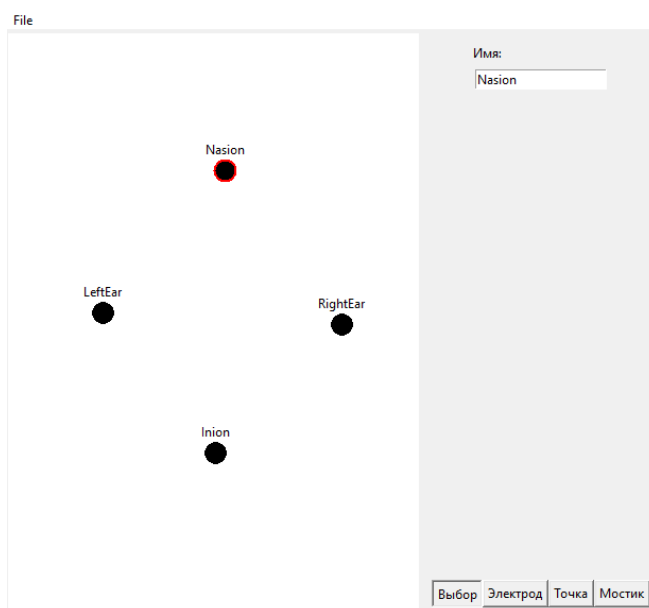 File
Имя:
Nasion
Nasion
LeftEar
RightEar
Inion
Выбор Электрод Точка Мостик